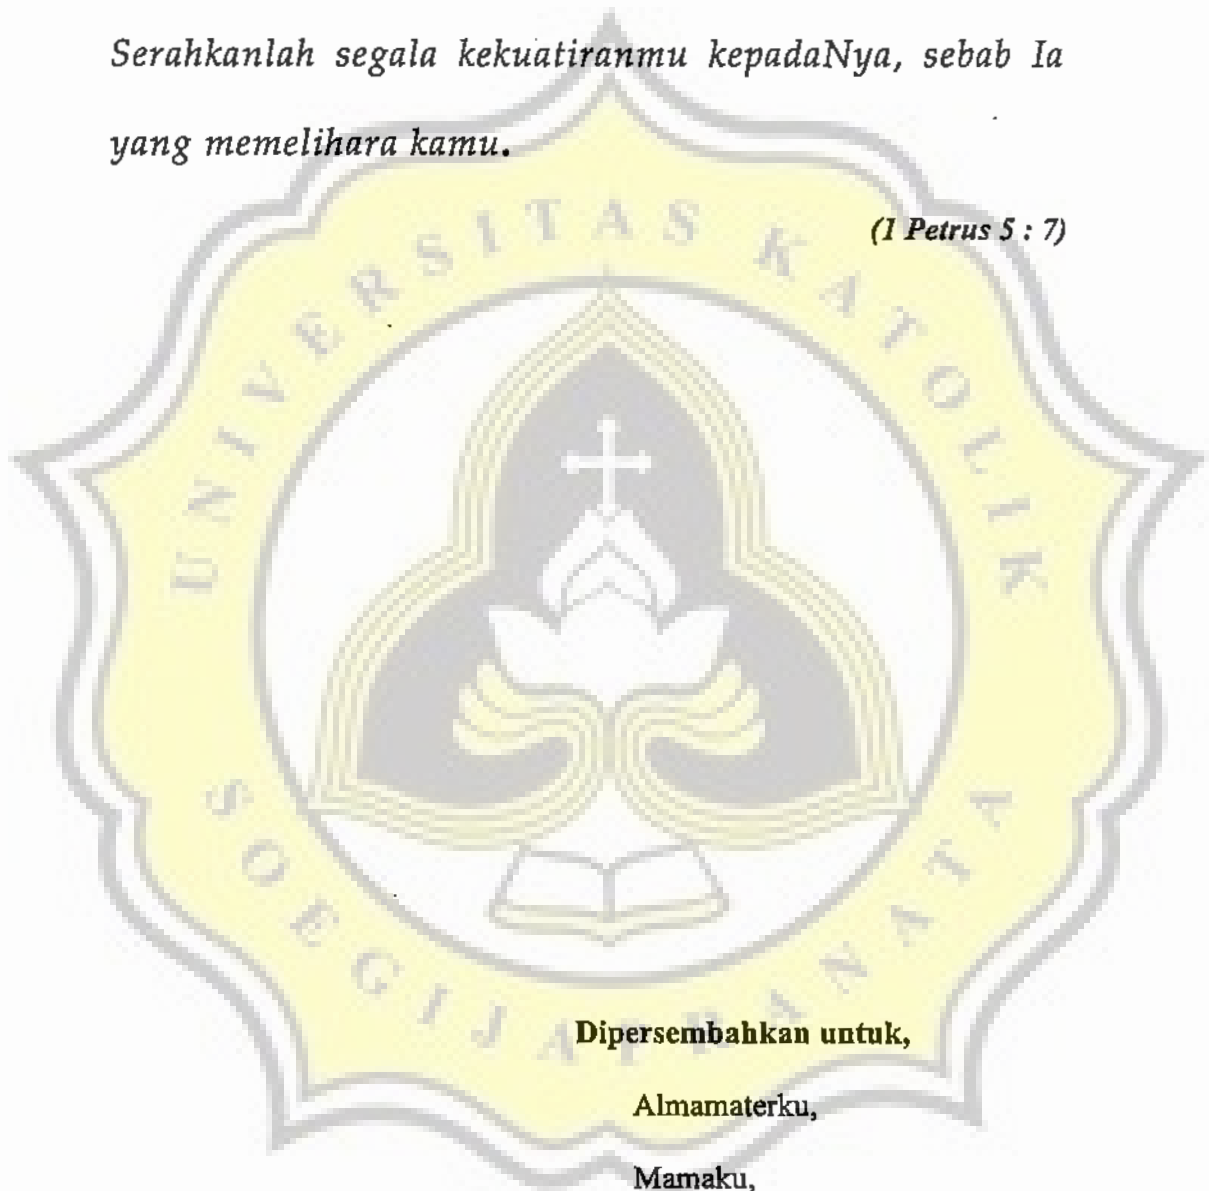 Serahkanlah segala kekuatiranmu kepadaNya, sebab Ia
yang memelihara kamu.
(1 Petrus 5 : 7)
UNIVERSITAS KATOLIK
SOEGIJAPRANATA
Dipersembahkan untuk,
Almamaterku,
Mamaku,